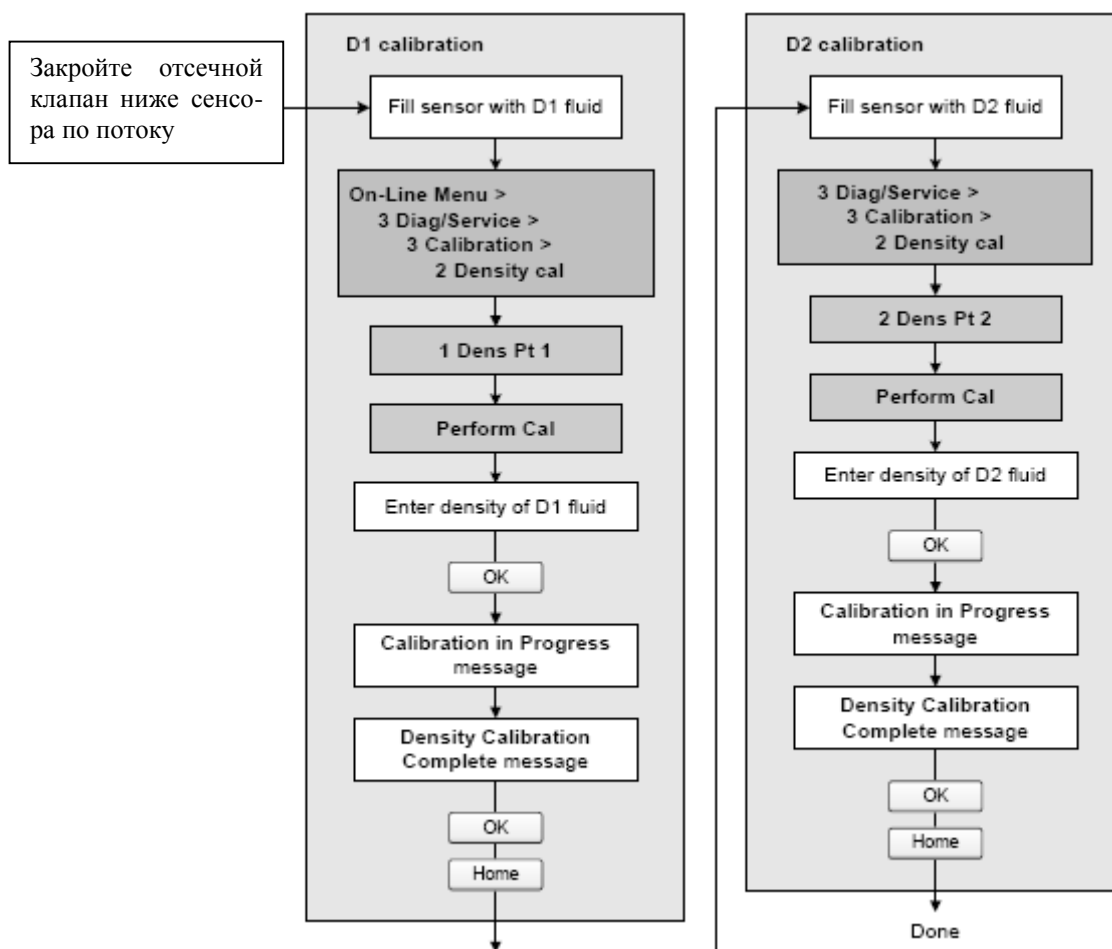 Закройте отсечной
клапан ниже сенсо-
ра по потоку
D1 calibration
Fill sensor with D1 fluid
On-Line Menu >
3 Diag/Service >
3 Calibration >
2 Density cal
1 Dens Pt 1
Perform Cal
Enter density of D1 fluid
OK
Calibration in Progress
message
Density Calibration
Complete message
OK
Home
D2 calibration
Fill sensor with D2 fluid
3 Diag/Service >
3 Calibration >
2 Density cal
2 Dens Pt 2
Perform Cal
Enter density of D2 fluid
OK
Calibration in Progress
message
Density Calibration
Complete message
OK
Home
Done